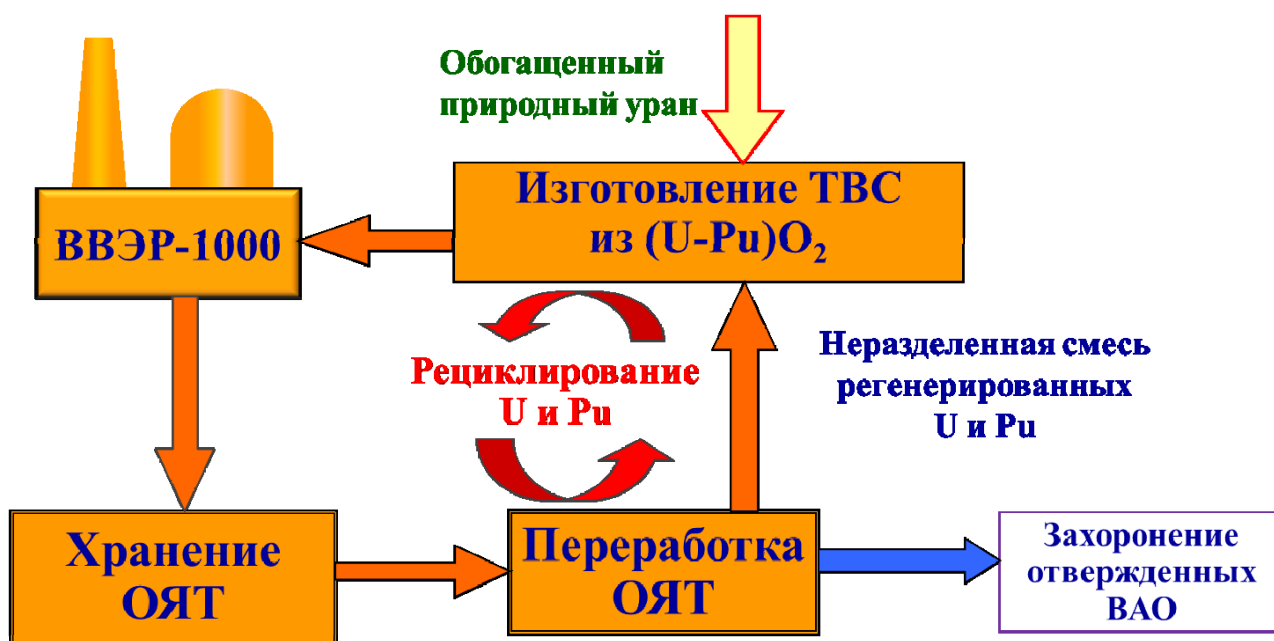 Обогащенный
природный уран
Изготовление ТВС
из (U-Pu)O₂
ВВЭР-1000
Рециклирование
U и Pu
Неразделенная смесь
регенерированных
U и Pu
Хранение
ОЯТ
Переработка
ОЯТ
Захоронение
отвержденных
ВАО